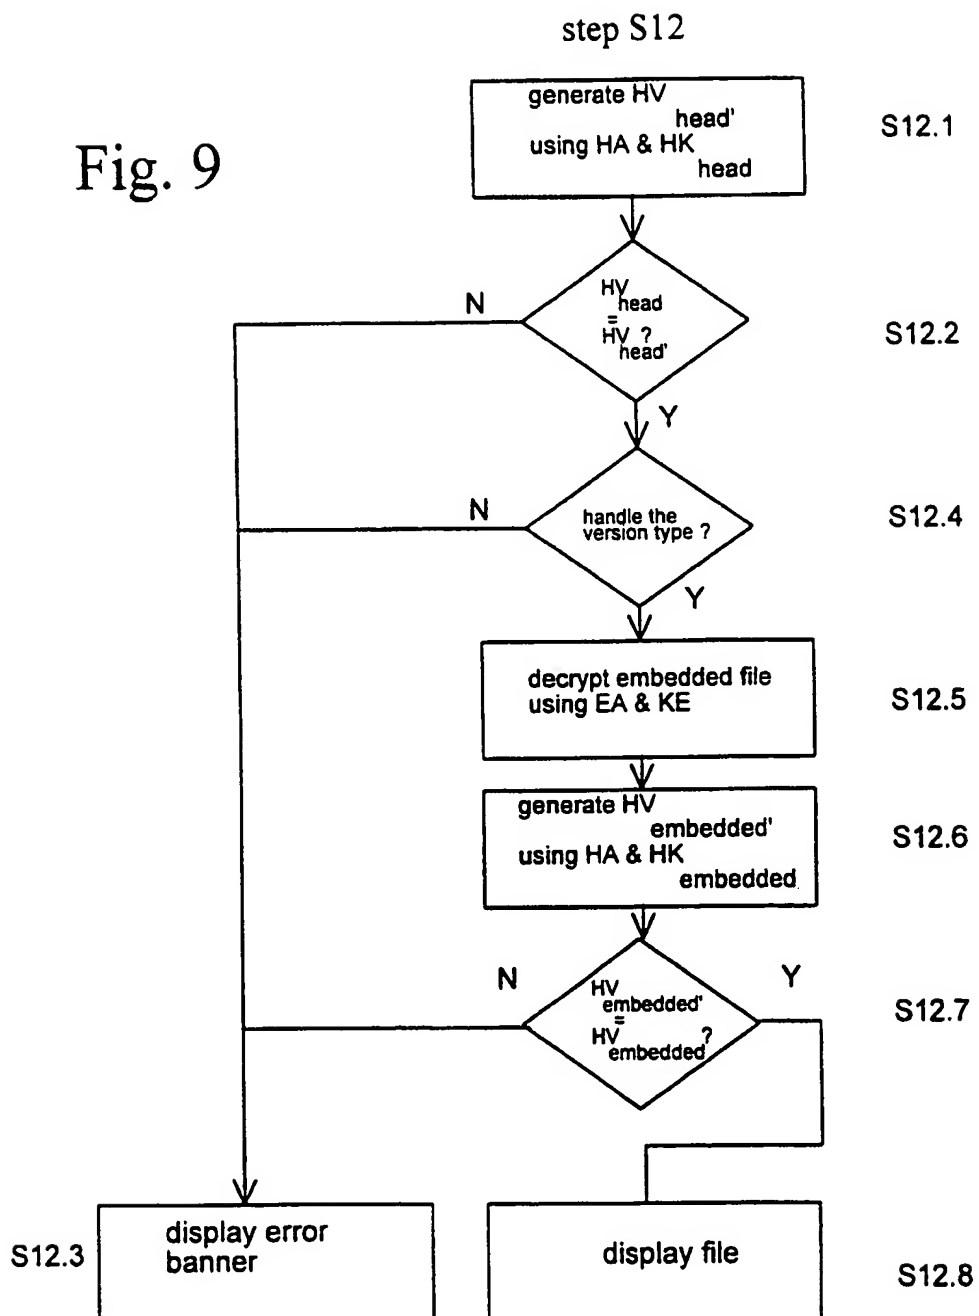 step S12
generate HV
head'
using HA & HK
head
S12.1
Fig. 9
HV
head
=
HV ?
head'
N
S12.2
Y
handle the
version type ?
N
S12.4
Y
decrypt embedded file
using EA & KE
S12.5
generate HV
embedded'
using HA & HK
embedded
S12.6
N
HV
embedded'
=
HV ?
embedded
Y
S12.7
S12.3
display error
banner
display file
S12.8